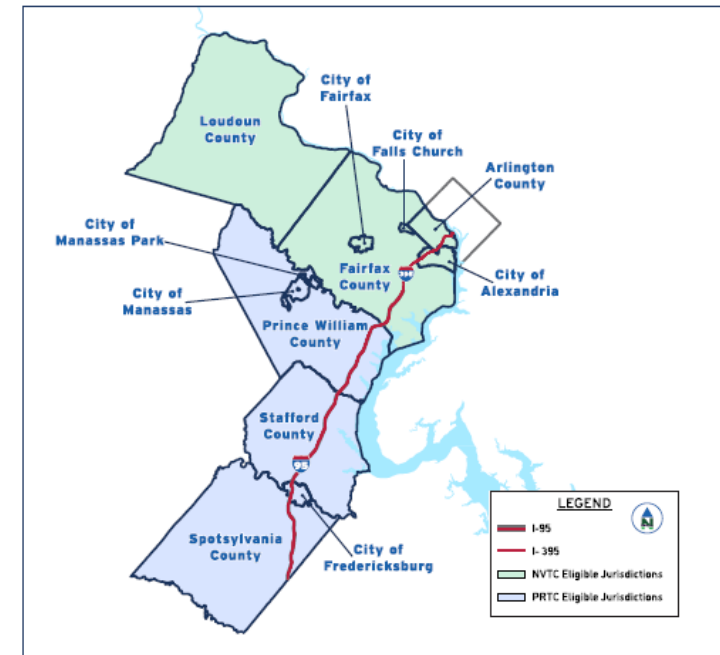 City of
Fairfax
Loudoun
County
City of
Falls Church
Arlington
County
City of
Manassas Park
City of
Manassas
Fairfax
County
395
City of
Alexandria
Prince William
County
Stafford
County
95
Spotsylvania
County
City of
Fredericksburg
LEGEND
N
I-95
I- 395
NVTC Eligible Jurisdictions
PRTC Eligible Jurisdictions